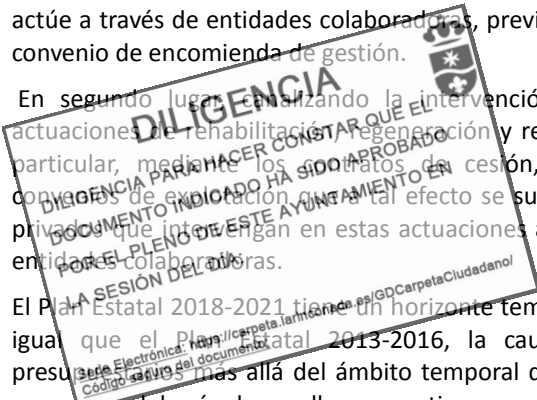 actúe a través de entidades colaboradoras, previ
convenio de encomienda de gestión.
En segundo lugar, canalizando la intervenció
actuaciones de rehabilitación, regeneración y re
particular, mediante los contratos de cesión,
convenios de explotación que a tal efecto se su
privados que intervengan en estas actuaciones a
entidades colaboradoras.
El Plan Estatal 2018-2021 tiene un horizonte tem
igual que el Plan Estatal 2013-2016, la cau
más allá del ámbito temporal d
DILIGENCIA
DILIGENCIA PARA HACER CONSTAR QUE EL
DOCUMENTO INDICADO HA SIDO APROBADO
POR EL PLENO DE ESTE AYUNTAMIENTO EN
LA SESIÓN DEL DÍA:
Sede Electrónica: https://carpeta.larinconada.es/GDCarpetaCiudadano/
Código seguro del documento: